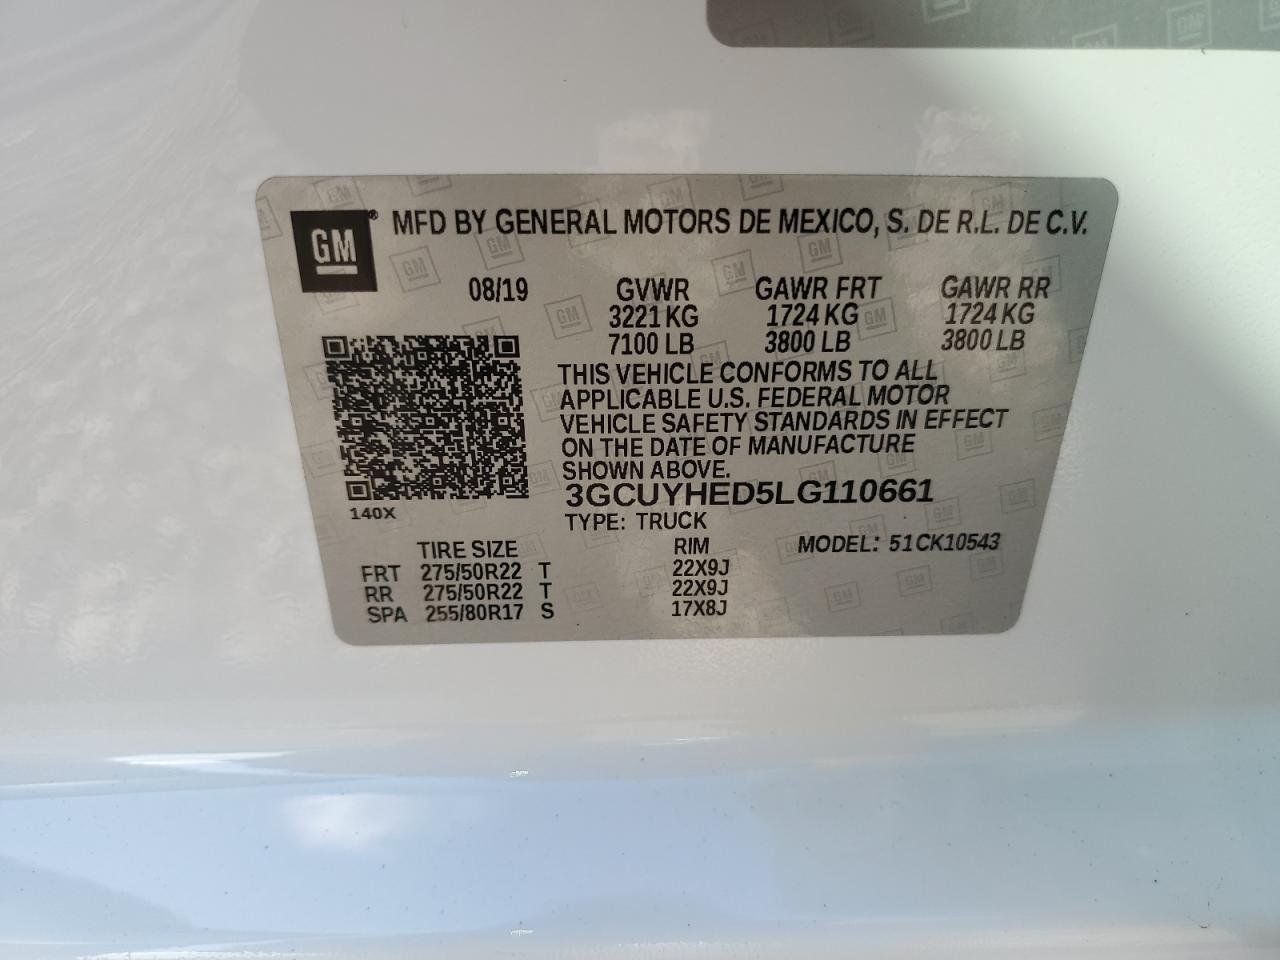 GM® MFD BY GENERAL MOTORS DE MEXICO, S. DE R.L. DE C.V.
08/19 GVWR GAWR FRT GAWR RR
3221 KG 1724 KG 1724 KG
7100 LB 3800 LB 3800 LB
THIS VEHICLE CONFORMS TO ALL
APPLICABLE U.S. FEDERAL MOTOR
VEHICLE SAFETY STANDARDS IN EFFECT
ON THE DATE OF MANUFACTURE
SHOWN ABOVE.
3GCUYHED5LG110661
140X
TYPE: TRUCK
TIRE SIZE RIM MODEL: 51CK10543
FRT 275/50R22 T 22X9J
RR 275/50R22 T 22X9J
SPA 255/80R17 S 17X8J